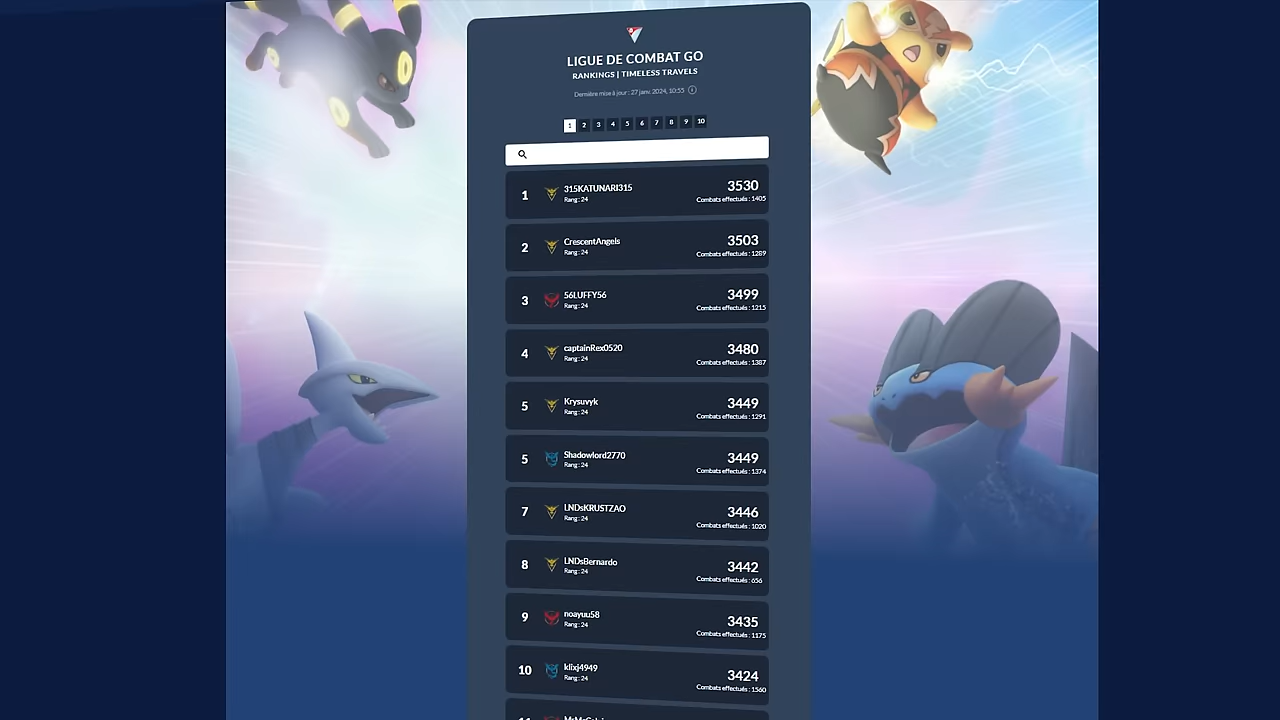 LIGUE DE COMBAT GO
RANKINGS | TIMELESS TRAVELS
Dernière mise à jour : 27 janv. 2024, 10:55
1 2 3 4 5 6 7 8 9 10
1 315KATUNARI315 3530
Rang : 24 Combats effectués : 1405
2 CrescentAngels 3503
Rang : 24 Combats effectués : 1289
3 56LUFFY56 3499
Rang : 24 Combats effectués : 1215
4 captainRex0520 3480
Rang : 24 Combats effectués : 1387
5 Krysuvyk 3449
Rang : 24 Combats effectués : 1291
5 Shadowlord2770 3449
Rang : 24 Combats effectués : 1374
7 LNDsKRUSTZAO 3446
Rang : 24 Combats effectués : 1020
8 LNDsBernardo 3442
Rang : 24 Combats effectués : 656
9 noayuu58 3435
Rang : 24 Combats effectués : 1175
10 klixj4949 3424
Rang : 24 Combats effectués : 1560